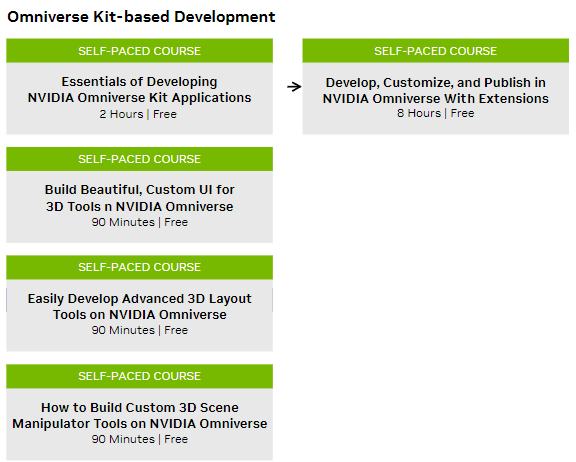 Omniverse Kit-based Development
SELF-PACED COURSE
Essentials of Developing
NVIDIA Omniverse Kit Applications
2 Hours | Free
SELF-PACED COURSE
Develop, Customize, and Publish in
NVIDIA Omniverse With Extensions
8 Hours | Free
SELF-PACED COURSE
Build Beautiful, Custom UI for
3D Tools n NVIDIA Omniverse
90 Minutes | Free
SELF-PACED COURSE
Easily Develop Advanced 3D Layout
Tools on NVIDIA Omniverse
90 Minutes | Free
SELF-PACED COURSE
How to Build Custom 3D Scene
Manipulator Tools on NVIDIA Omniverse
90 Minutes | Free